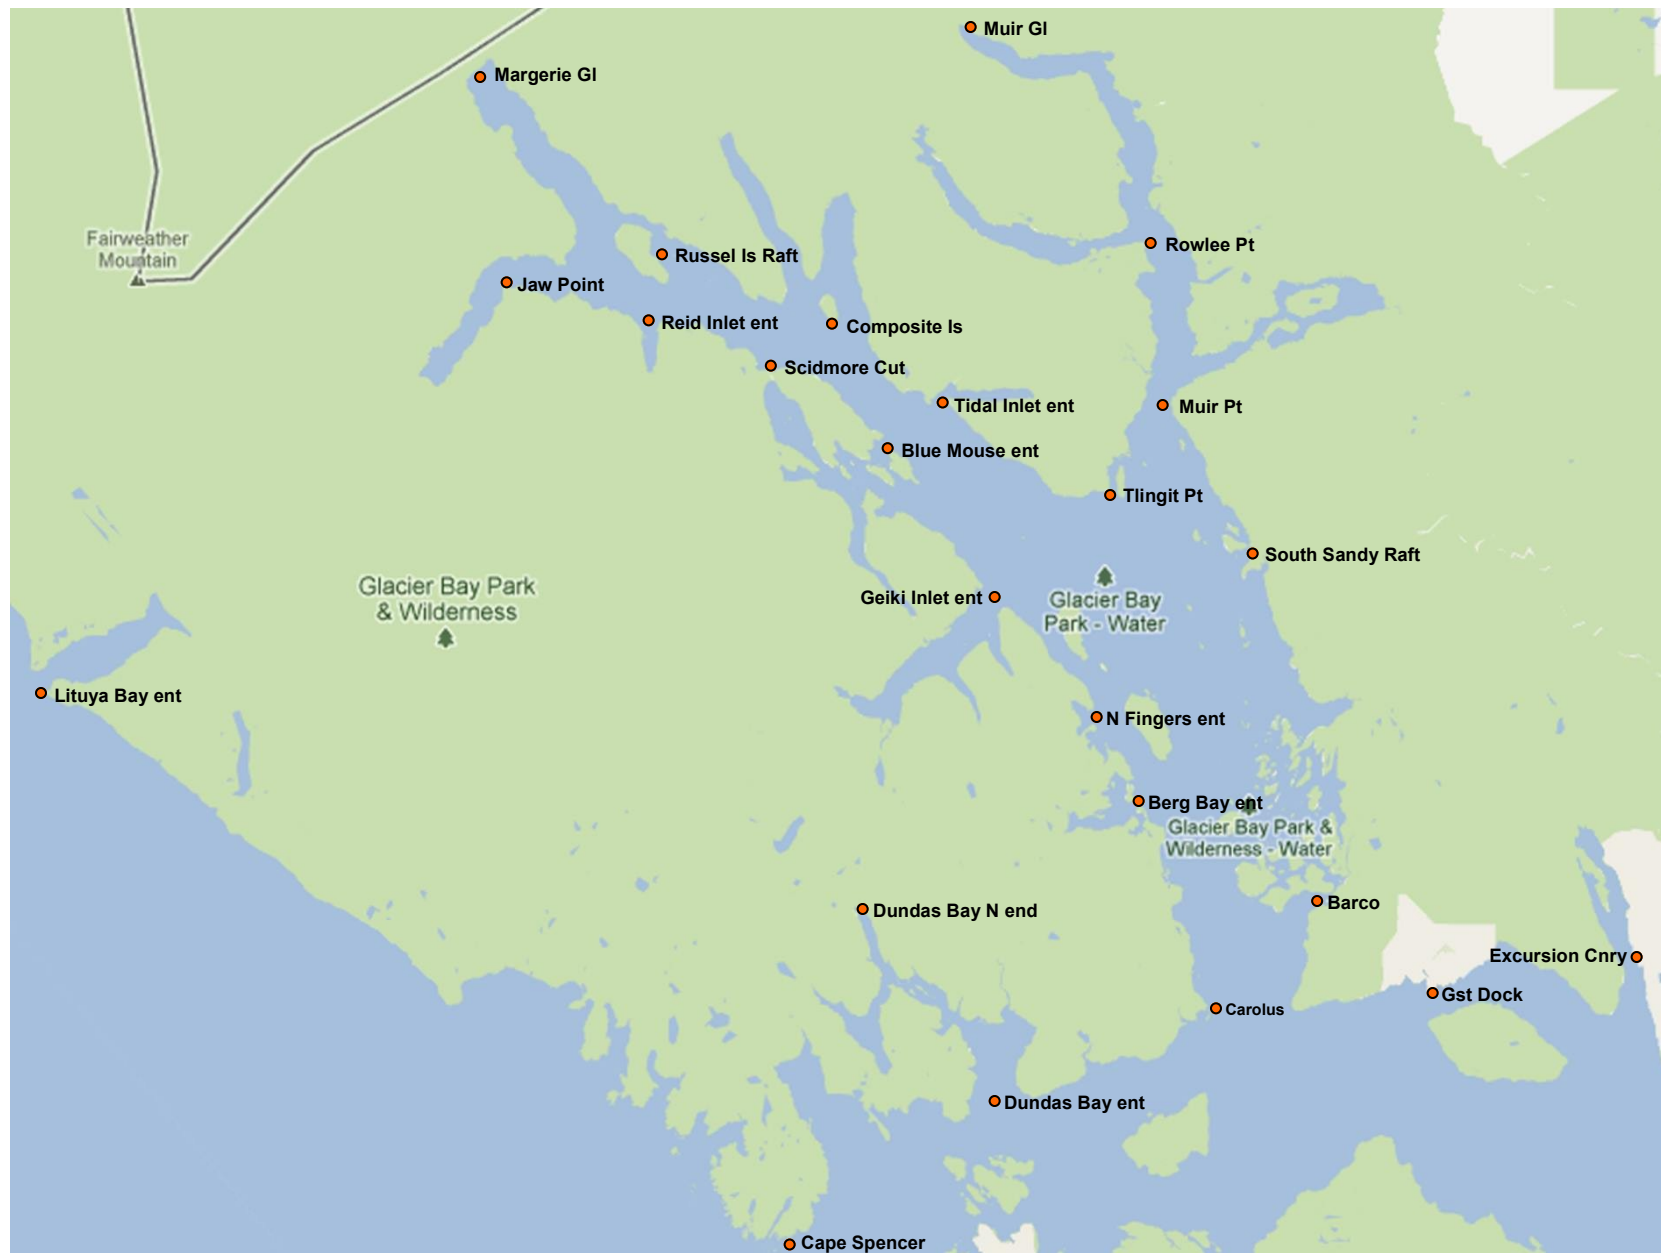 Muir Gl
Margerie Gl
Fairweather
Mountain
Rowlee Pt
Russel Is Raft
Jaw Point
Reid Inlet ent
Composite Is
Scidmore Cut
Tidal Inlet ent
Muir Pt
Blue Mouse ent
Tlingit Pt
South Sandy Raft
Glacier Bay Park
& Wilderness
Geiki Inlet ent
Glacier Bay
Park - Water
Lituya Bay ent
N Fingers ent
Berg Bay ent
Glacier Bay Park &
Wilderness - Water
Barco
Dundas Bay N end
Excursion Cnry
Gst Dock
Carolus
Dundas Bay ent
Cape Spencer